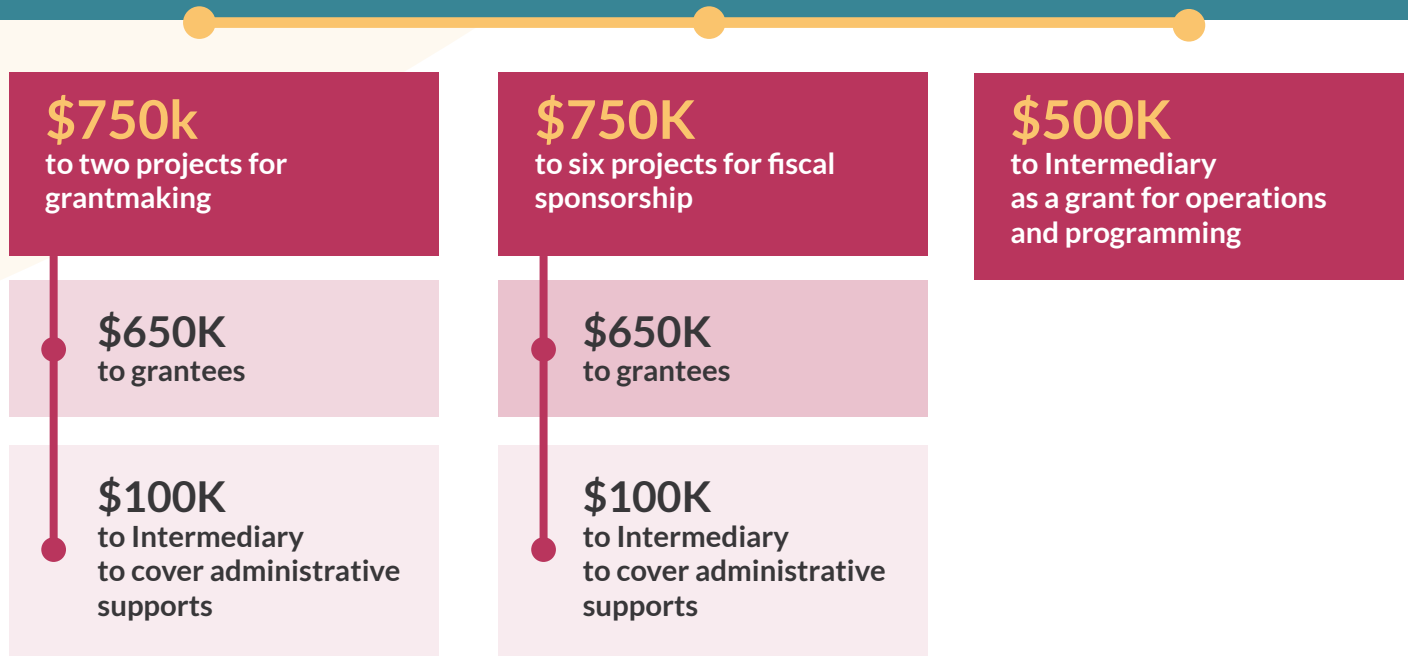 $750k
to two projects for
grantmaking
$650K
to grantees
$100K
to Intermediary
to cover administrative
supports
$750K
to six projects for fiscal
sponsorship
$650K
to grantees
$100K
to Intermediary
to cover administrative
supports
$500K
to Intermediary
as a grant for operations
and programming